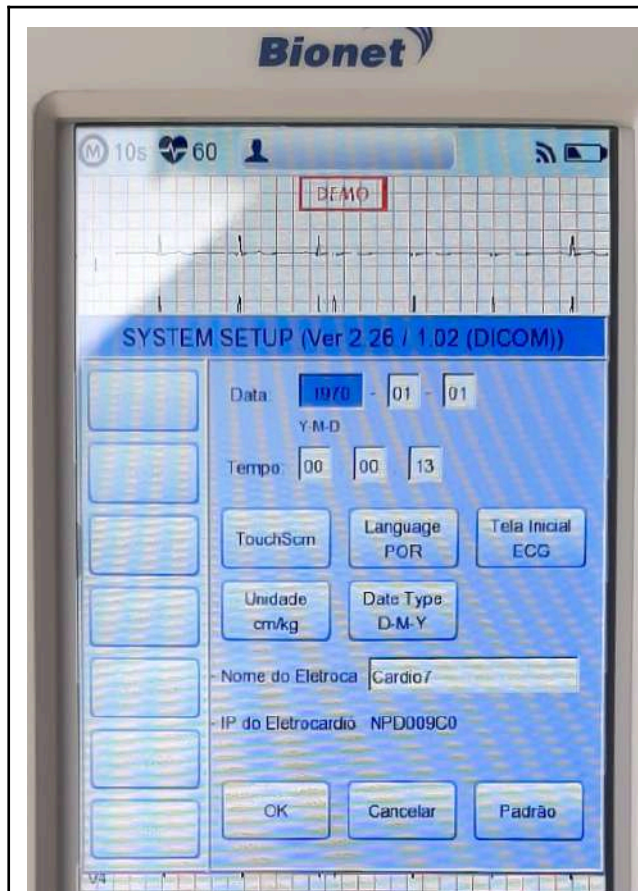 Bionet
M 10s 60
DEMO
SYSTEM SETUP (Ver 2.26 / 1.02 (DICOM))
Data: 1970 - 01 - 01
Y-M-D
Tempo: 00 00 13
TouchScrn Language POR Tela Inicial ECG
Unidade cm/kg Date Type D-M-Y
Nome do Eletroca Cardio7
IP do Eletrocardió NPD009C0
OK Cancelar Padrão
V4